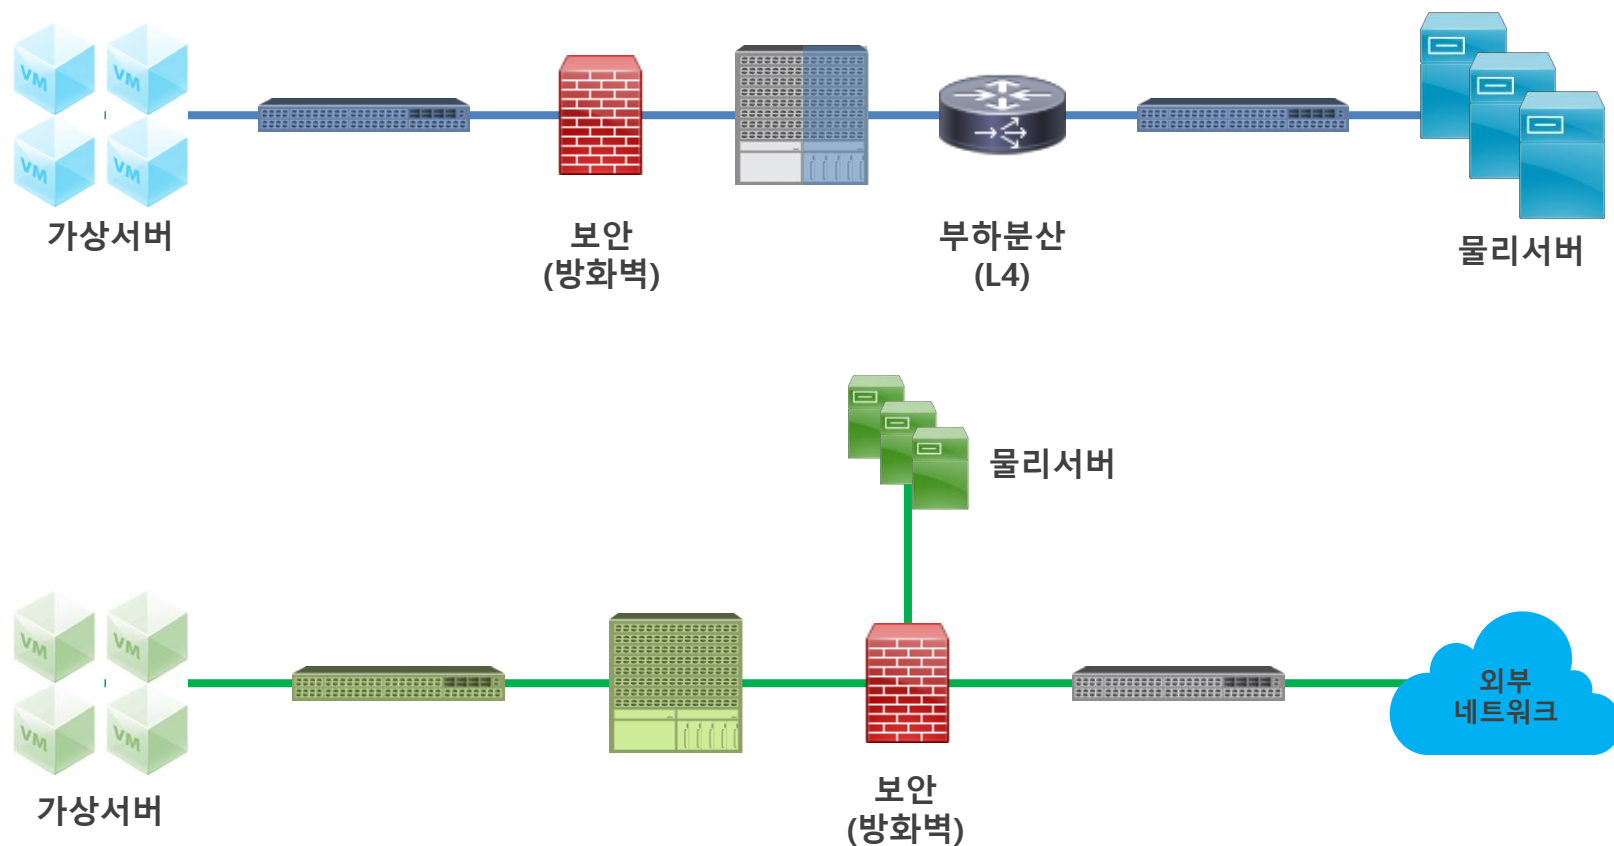 VM
VM
VM
VM
가상서버
보안
(방화벽)
부하분산
(L4)
물리서버
물리서버
VM
VM
VM
VM
가상서버
보안
(방화벽)
외부
네트워크